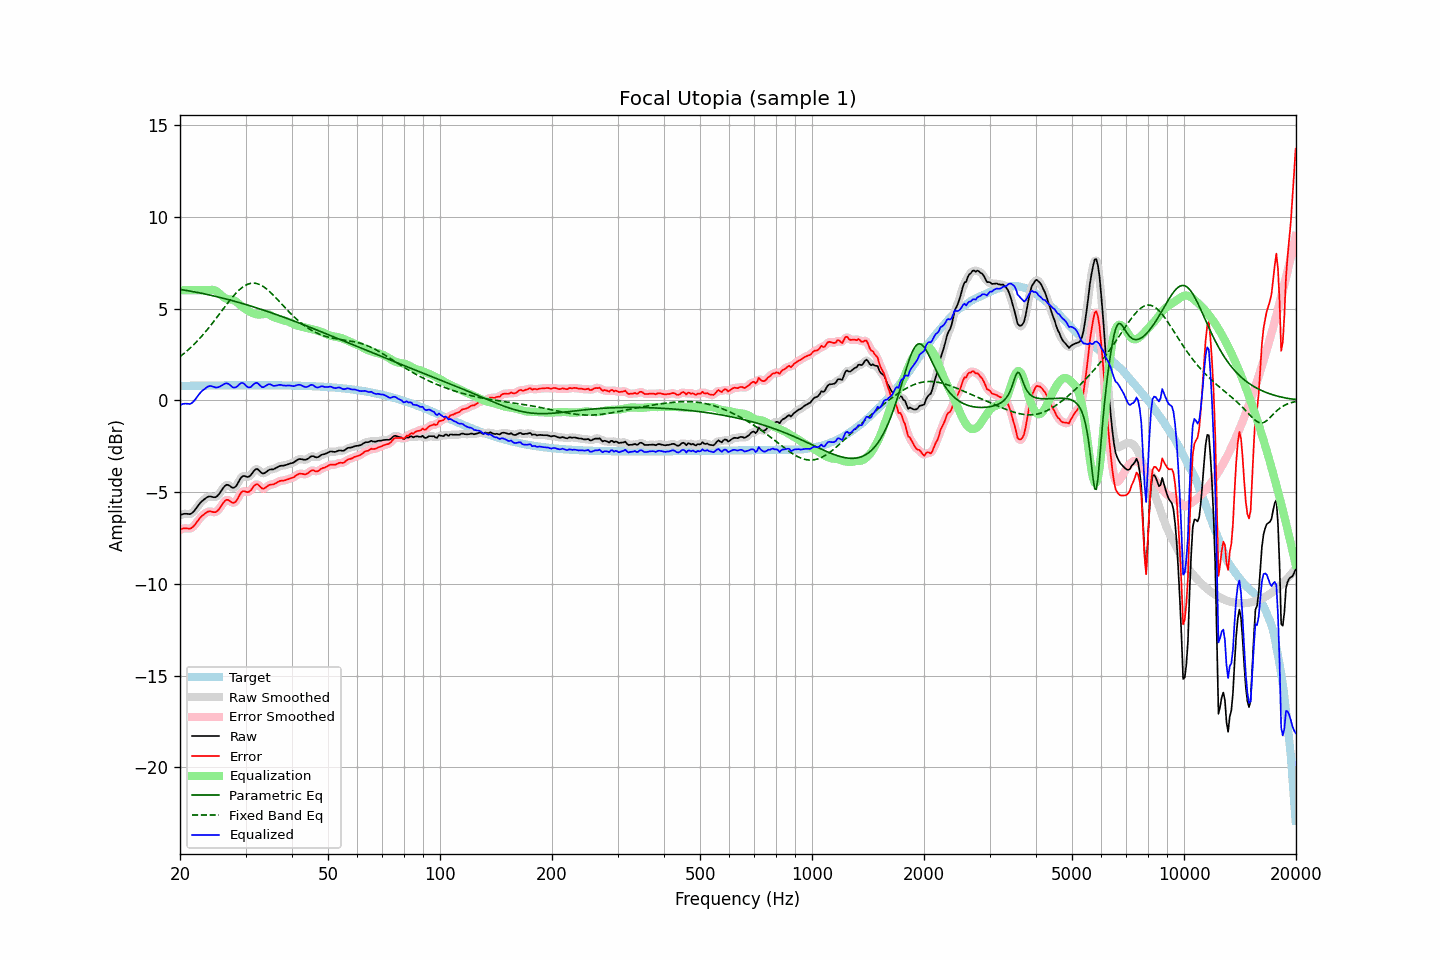 Focal Utopia (sample 1)
15
10
5
0
−5
−10
−15
−20
Amplitude (dBr)
Target
Raw Smoothed
Error Smoothed
Raw
Error
Equalization
Parametric Eq
Fixed Band Eq
Equalized
20 50 100 200 500 1000 2000 5000 10000 20000
Frequency (Hz)